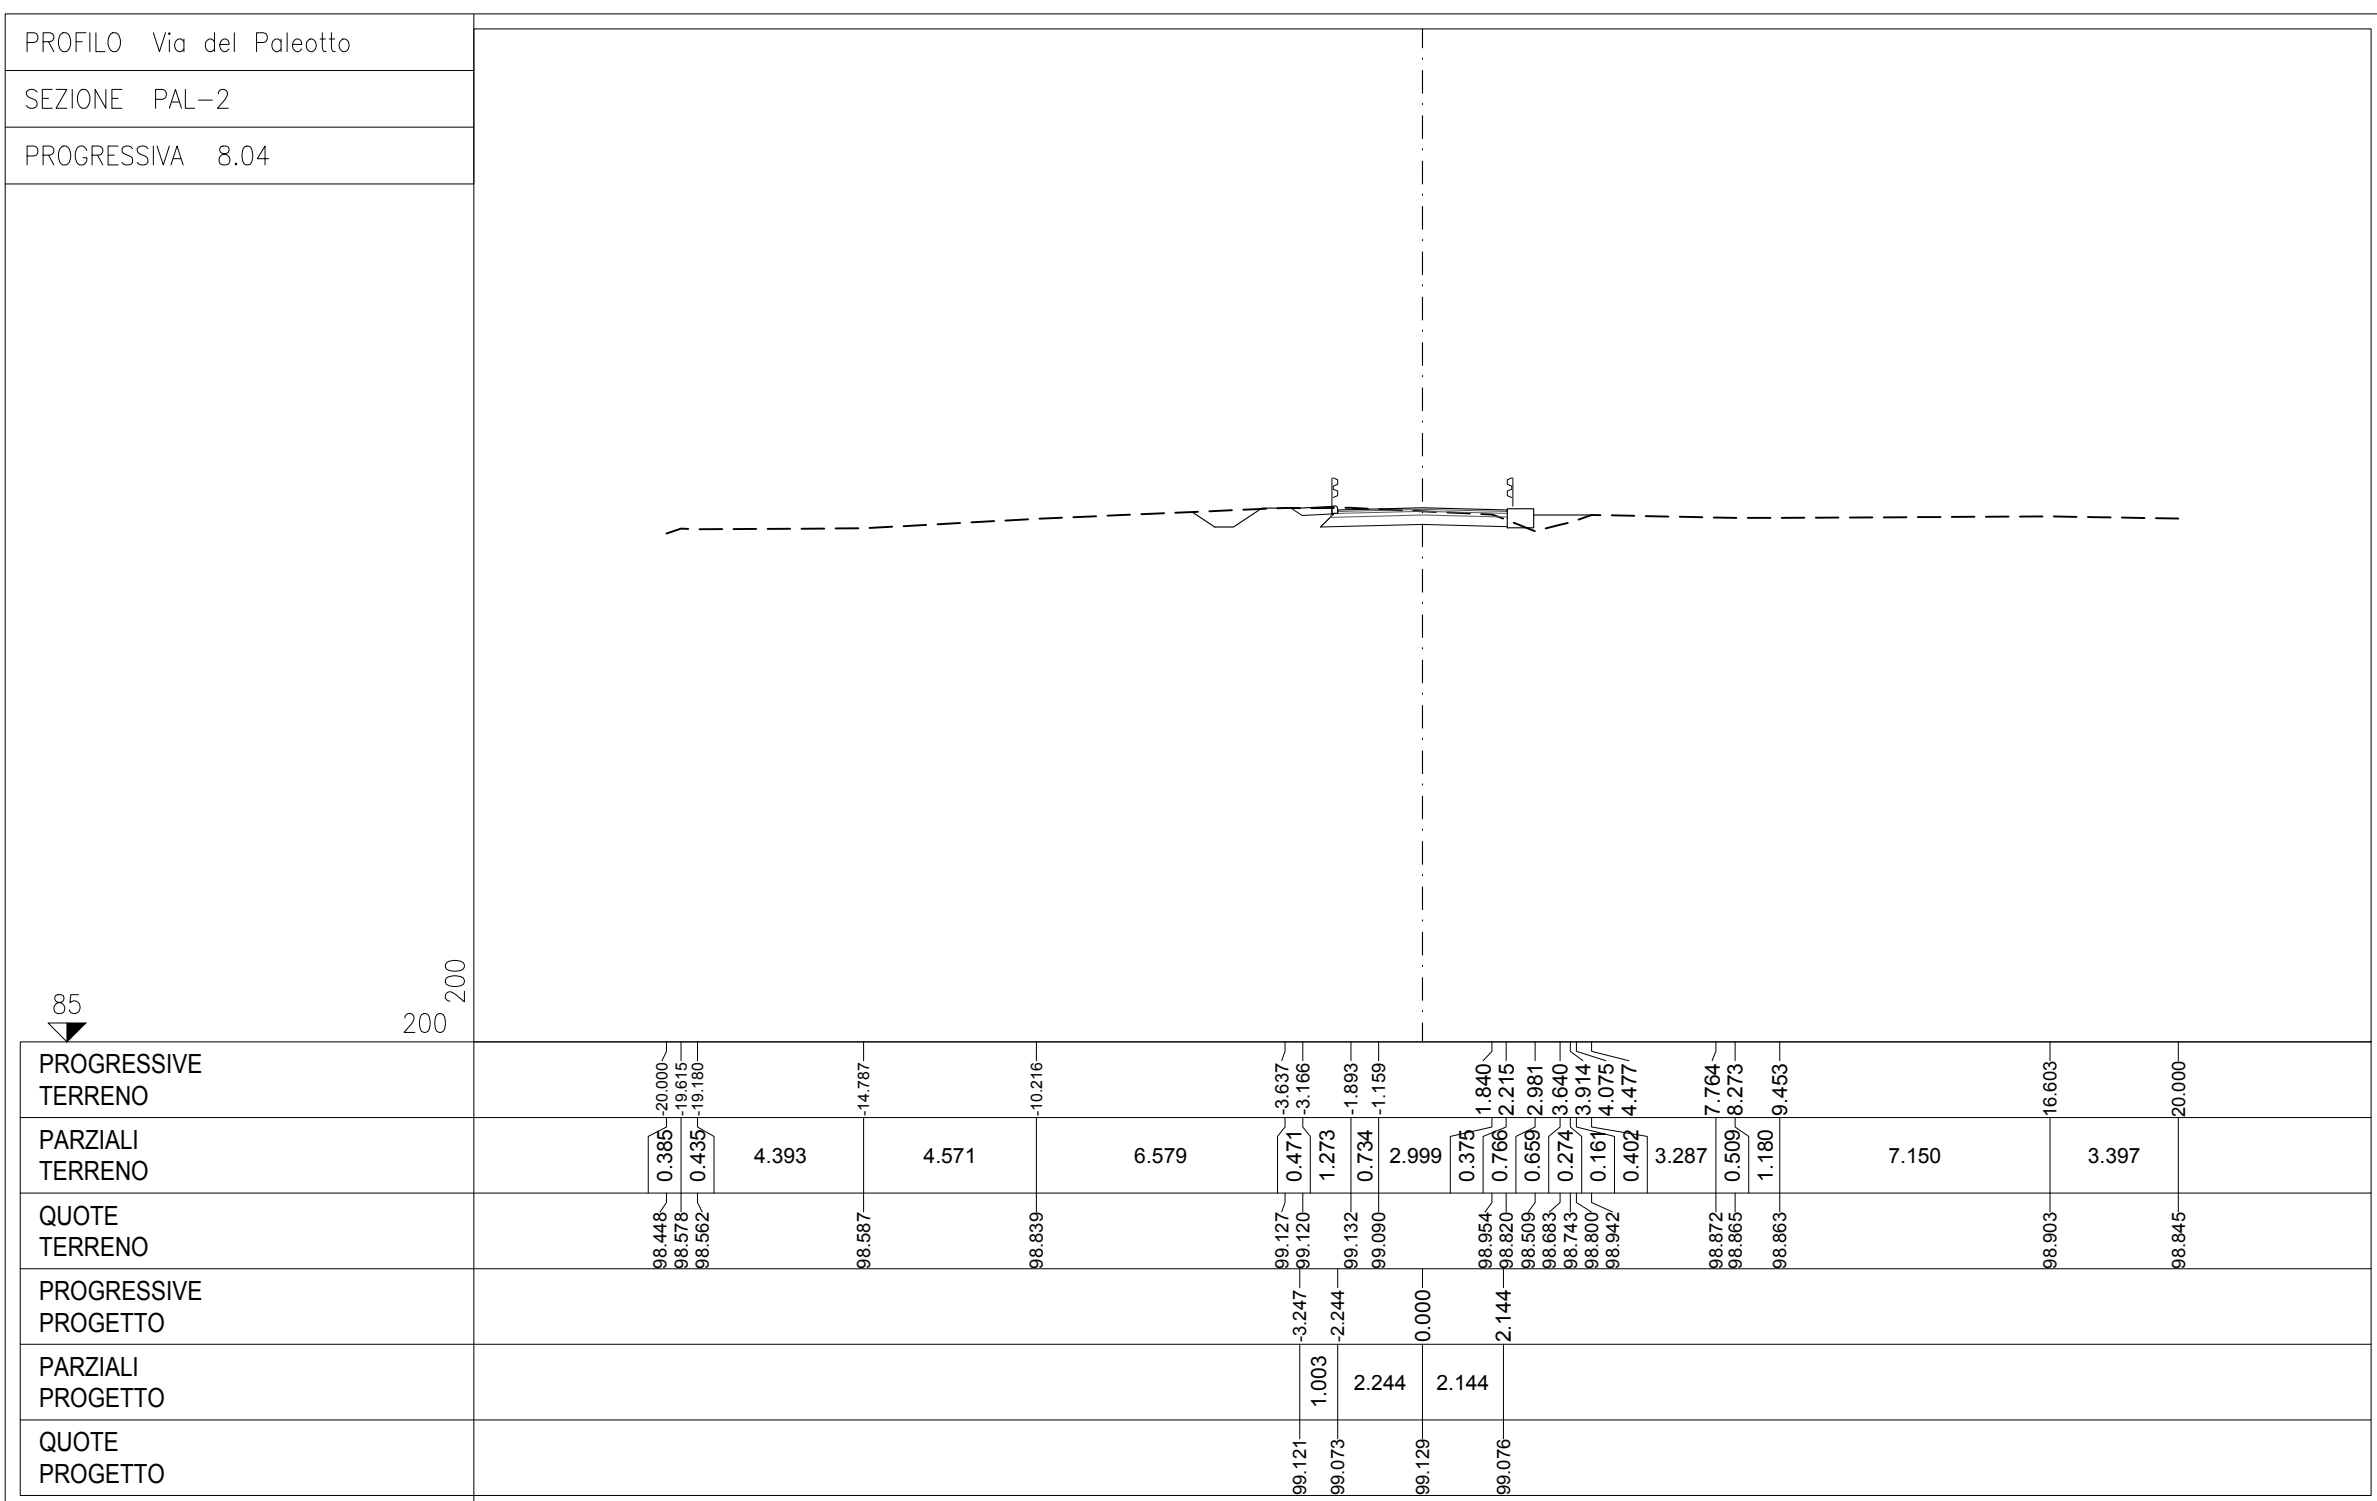 PROFILO Via del Paleotto
SEZIONE PAL-2
PROGRESSIVA 8.04
200
85
200
PROGRESSIVE
TERRENO
-20.000 -19.615 -19.180 -14.787 -10.216 -3.637 -3.166 -1.893 -1.159 1.840 2.215 2.981 3.640 3.914 4.075 4.477 7.764 8.273 9.453 16.603 20.000
PARZIALI
TERRENO
0.385 0.435 4.393 4.571 6.579 0.471 1.273 0.734 2.999 0.375 0.766 0.659 0.274 0.161 0.402 3.287 0.509 1.180 7.150 3.397
QUOTE
TERRENO
98.448 98.578 98.562 98.587 98.839 99.127 99.120 99.132 99.090 98.954 98.820 98.509 98.683 98.743 98.800 98.942 98.872 98.865 98.863 98.903 98.845
PROGRESSIVE
PROGETTO
-3.247 -2.244 0.000 2.144
PARZIALI
PROGETTO
1.003 2.244 2.144
QUOTE
PROGETTO
99.121 99.073 99.129 99.076